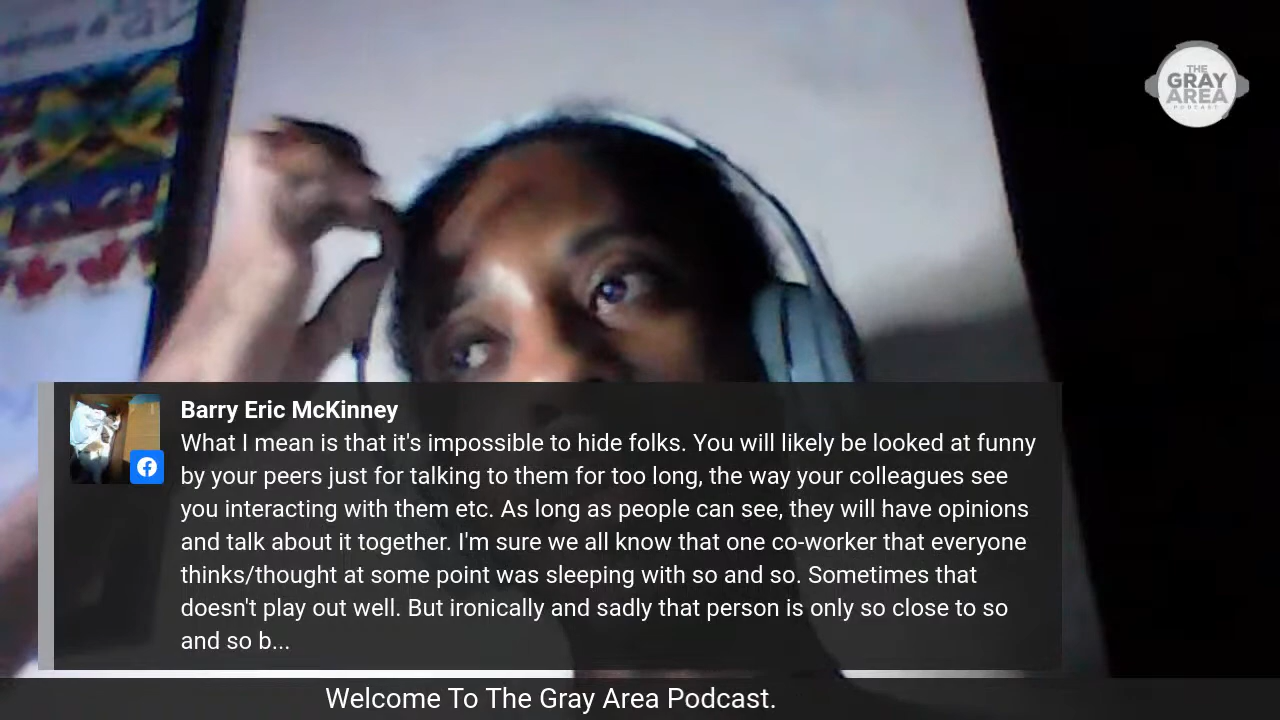 THE
GRAY
AREA
PODCAST
Barry Eric McKinney
What I mean is that it's impossible to hide folks. You will likely be looked at funny
by your peers just for talking to them for too long, the way your colleagues see
you interacting with them etc. As long as people can see, they will have opinions
and talk about it together. I'm sure we all know that one co-worker that everyone
thinks/thought at some point was sleeping with so and so. Sometimes that
doesn't play out well. But ironically and sadly that person is only so close to so
and so b...
Welcome To The Gray Area Podcast.